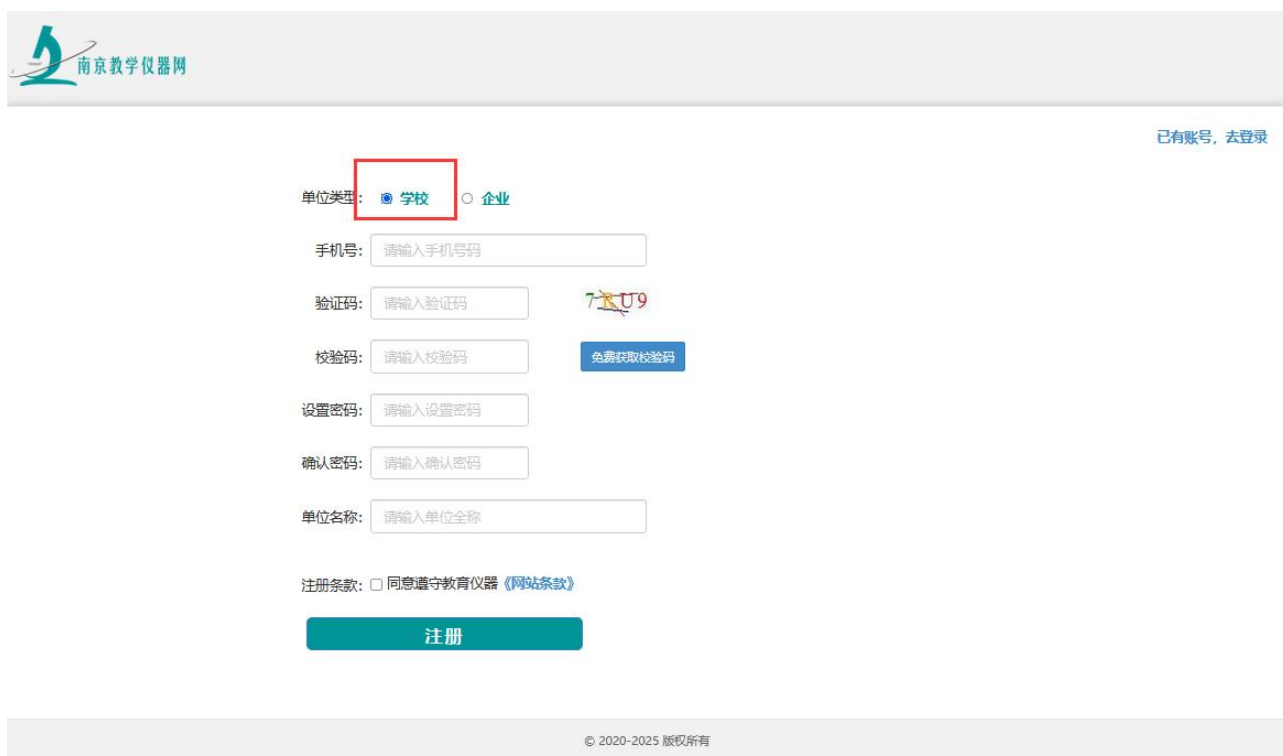 南京教学仪器网
已有账号，去登录
单位类型： 学校 企业
手机号： 请输入手机号码
验证码： 请输入验证码 7RU9
校验码： 请输入校验码 免费获取校验码
设置密码： 请输入设置密码
确认密码： 请输入确认密码
单位名称： 请输入单位全称
注册条款： 同意遵守教育仪器《网站条款》
注册
© 2020-2025 版权所有